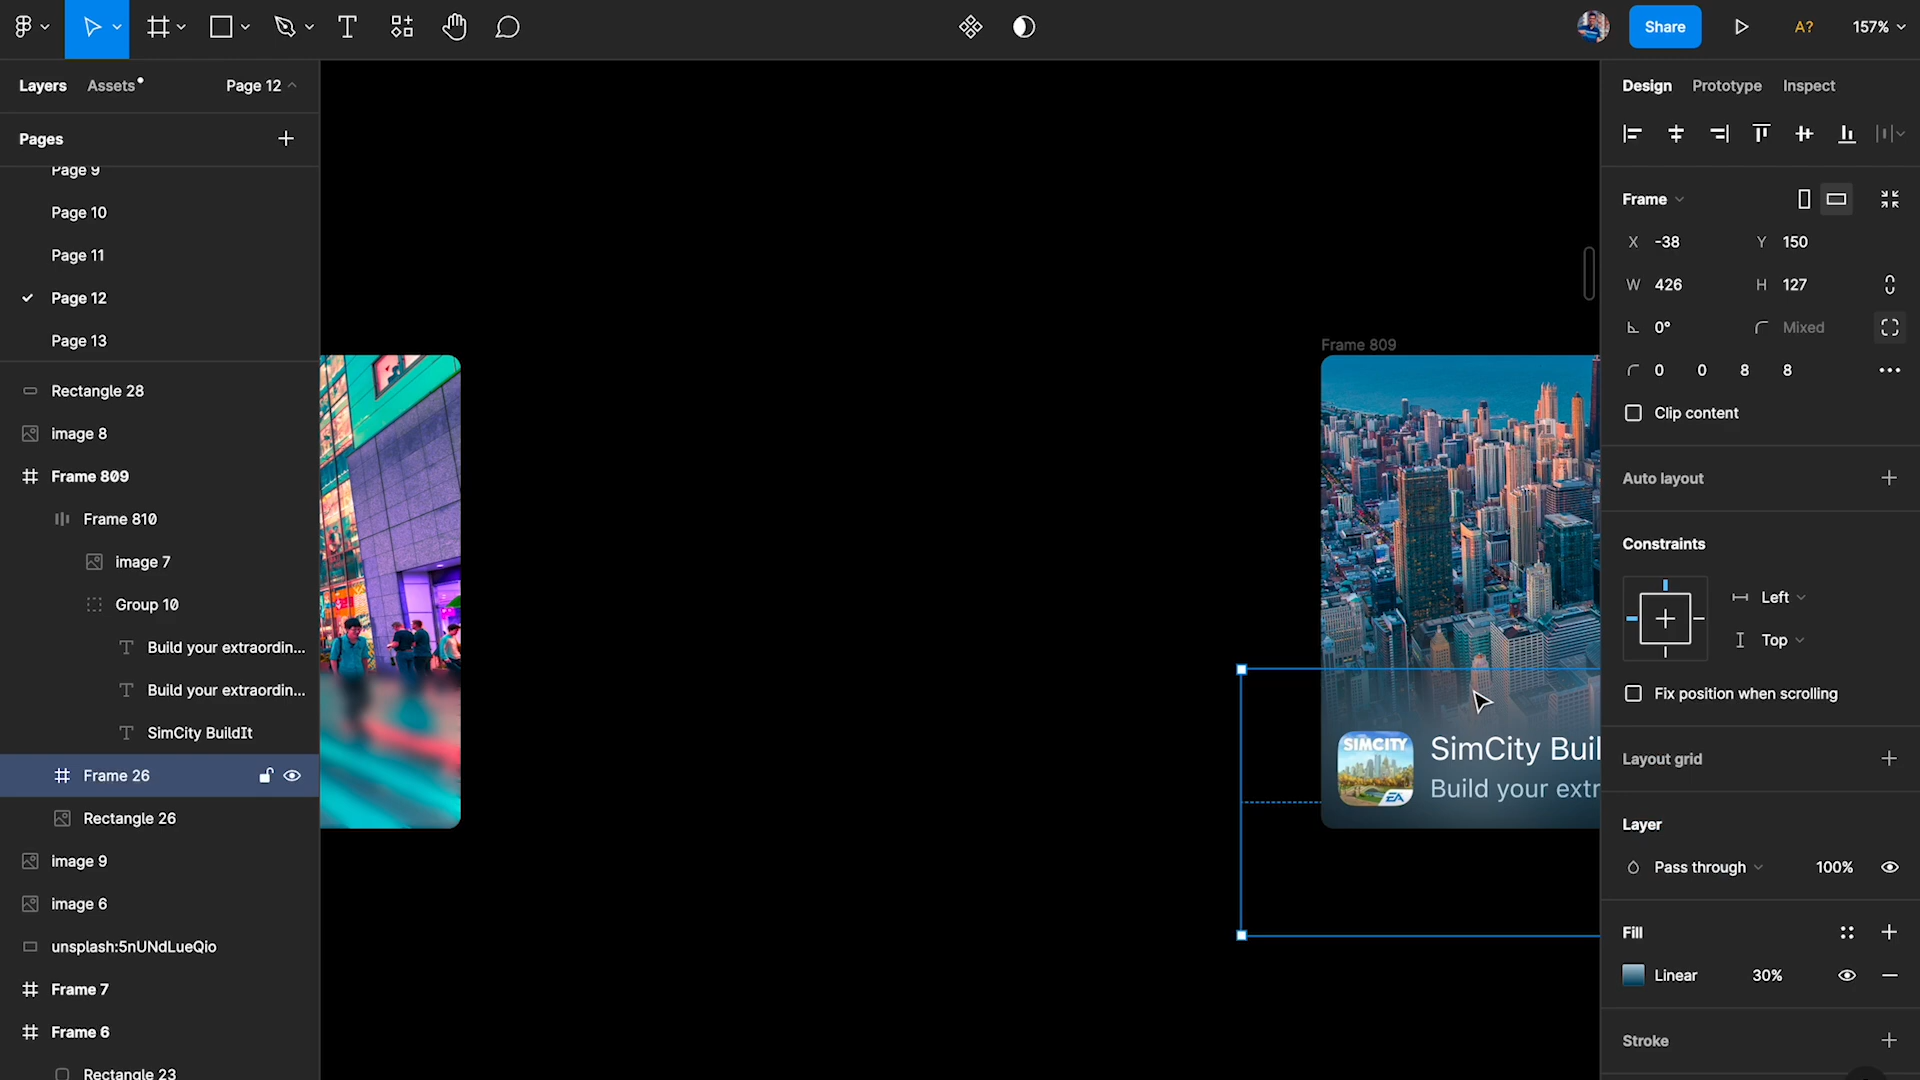 Share
A?
157%
Layers
Assets
Page 12
Pages
Page 9
Page 10
Page 11
Page 12
Page 13
Rectangle 28
image 8
Frame 809
Frame 810
image 7
Group 10
Build your extraordin...
Build your extraordin...
SimCity BuildIt
Frame 26
Rectangle 26
image 9
image 6
unsplash:5nUNdLueQio
Frame 7
Frame 6
Rectangle 23
Frame 809
SIMCITY
EA
SimCity Buil
Build your extr
Design
Prototype
Inspect
Frame
X -38
Y 150
W 426
H 127
0°
Mixed
0 0 8 8
Clip content
Auto layout
Constraints
Left
Top
Fix position when scrolling
Layout grid
Layer
Pass through
100%
Fill
Linear
30%
Stroke